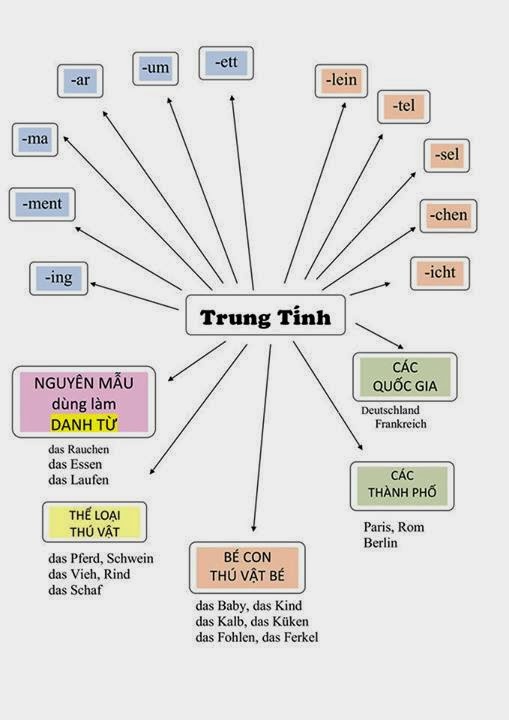 -ett
-um
-ar
-ma
-ment
-ing
-lein
-tel
-sel
-chen
-icht
Trung Tính
NGUYÊN MẪU
dùng làm
DANH TỪ
das Rauchen
das Essen
das Laufen
THỂ LOẠI
THÚ VẬT
das Pferd, Schwein
das Vieh, Rind
das Schaf
BÉ CON
THÚ VẬT BÉ
das Baby, das Kind
das Kalb, das Küken
das Fohlen, das Ferkel
CÁC
QUỐC GIA
Deutschland
Frankreich
CÁC
THÀNH PHỐ
Paris, Rom
Berlin